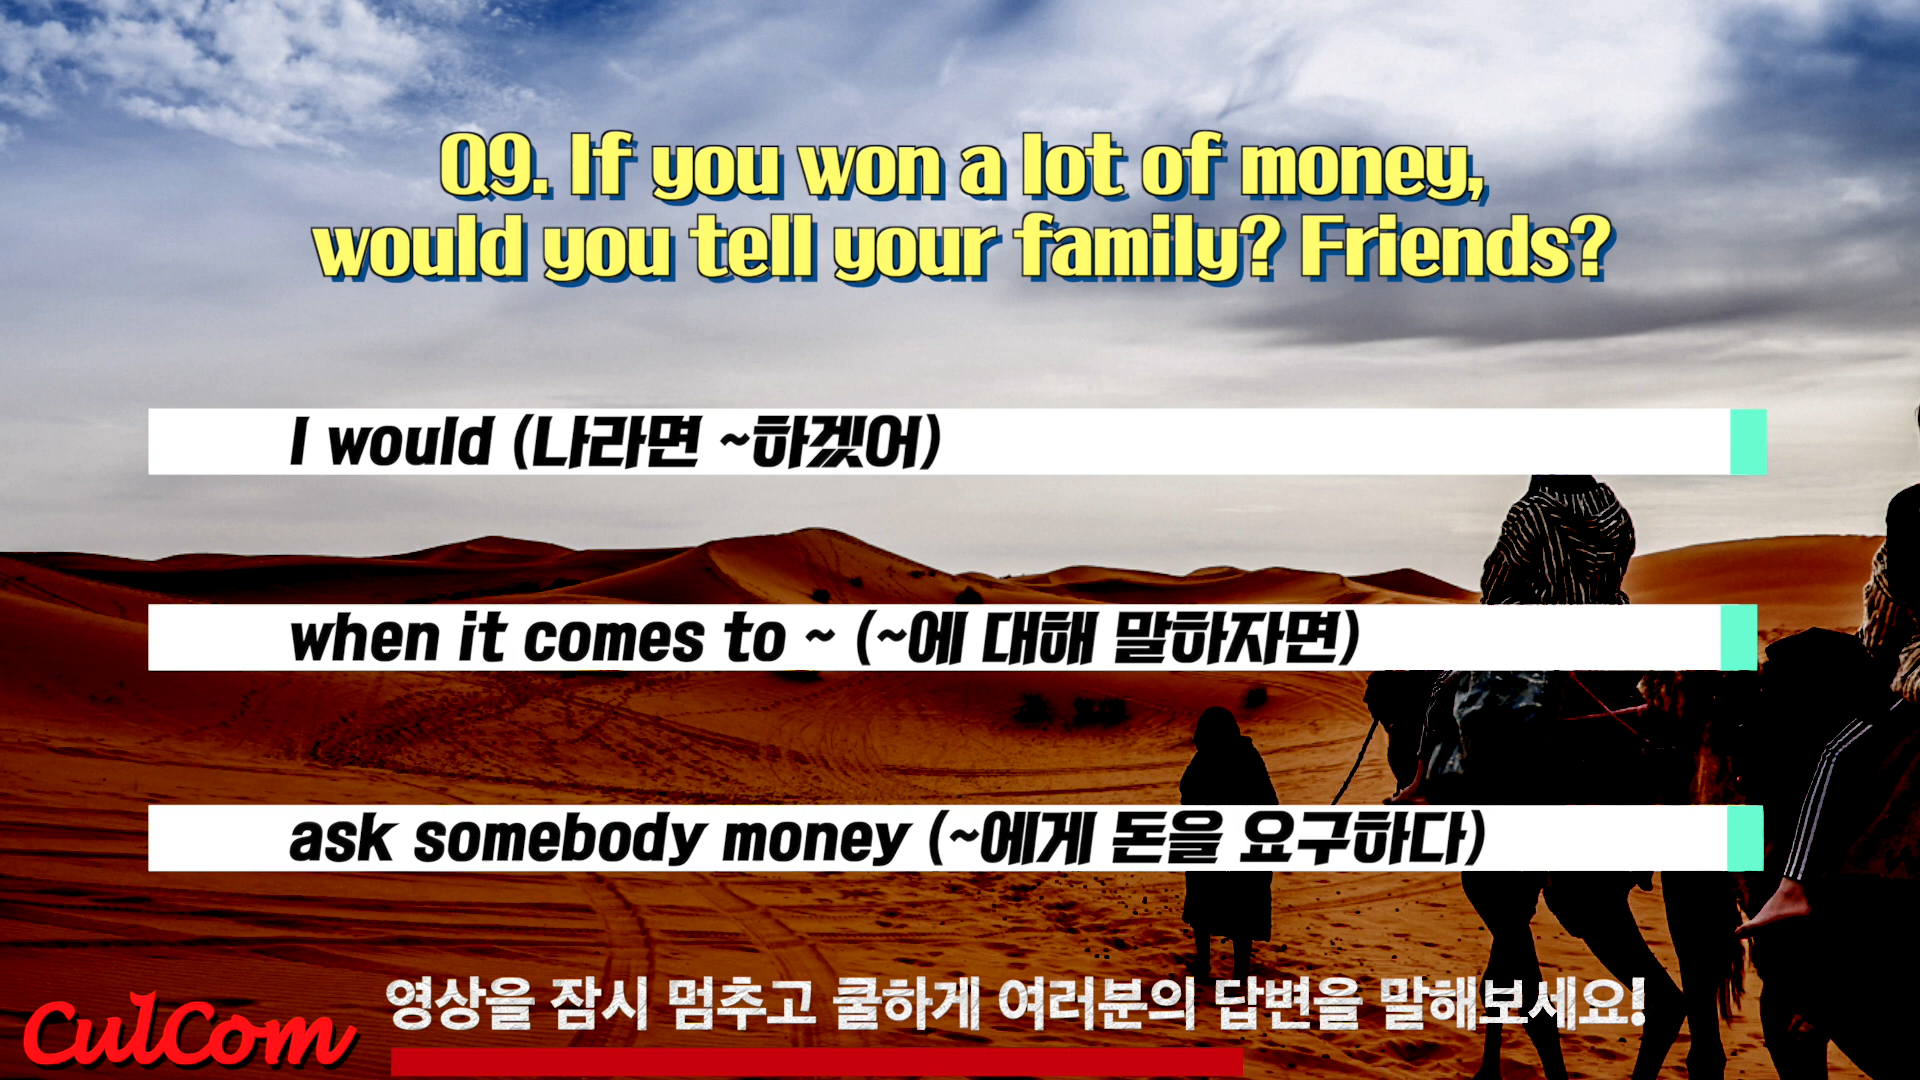 Q9. If you won a lot of money,
would you tell your family? Friends?
I would (나라면 ~하겠어)
when it comes to ~ (~에 대해 말하자면)
ask somebody money (~에게 돈을 요구하다)
영상을 잠시 멈추고 쿨하게 여러분의 답변을 말해보세요!
CulCom